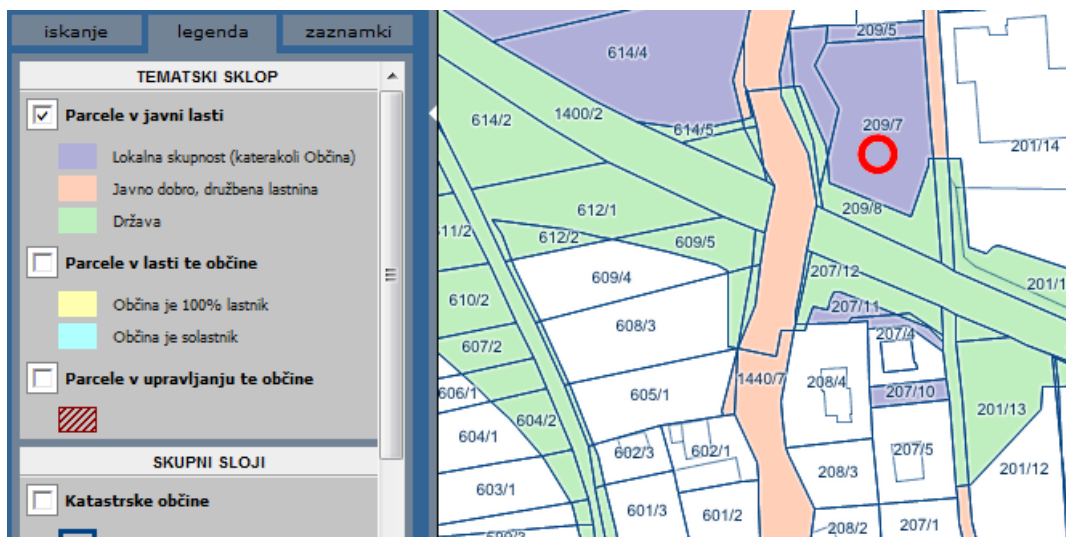 iskanje
legenda
zaznamki
TEMATSKI SKLOP
Parcele v javni lasti
Lokalna skupnost (katerakoli Občina)
Javno dobro, družbena lastnina
Država
Parcele v lasti te občine
Občina je 100% lastnik
Občina je solastnik
Parcele v upravljanju te občine
SKUPNI SLOJI
Katastrske občine
209/5
614/4
1400/2
614/2
614/5
209/7
201/14
612/1
209/8
611/2
612/2
609/5
609/4
207/12
201/1
610/2
207/11
608/3
207/4
607/2
606/1
605/1
1440/7
208/4
207/10
604/2
201/13
604/1
602/3
602/1
207/5
208/3
201/12
603/1
601/3
601/2
208/2
207/1